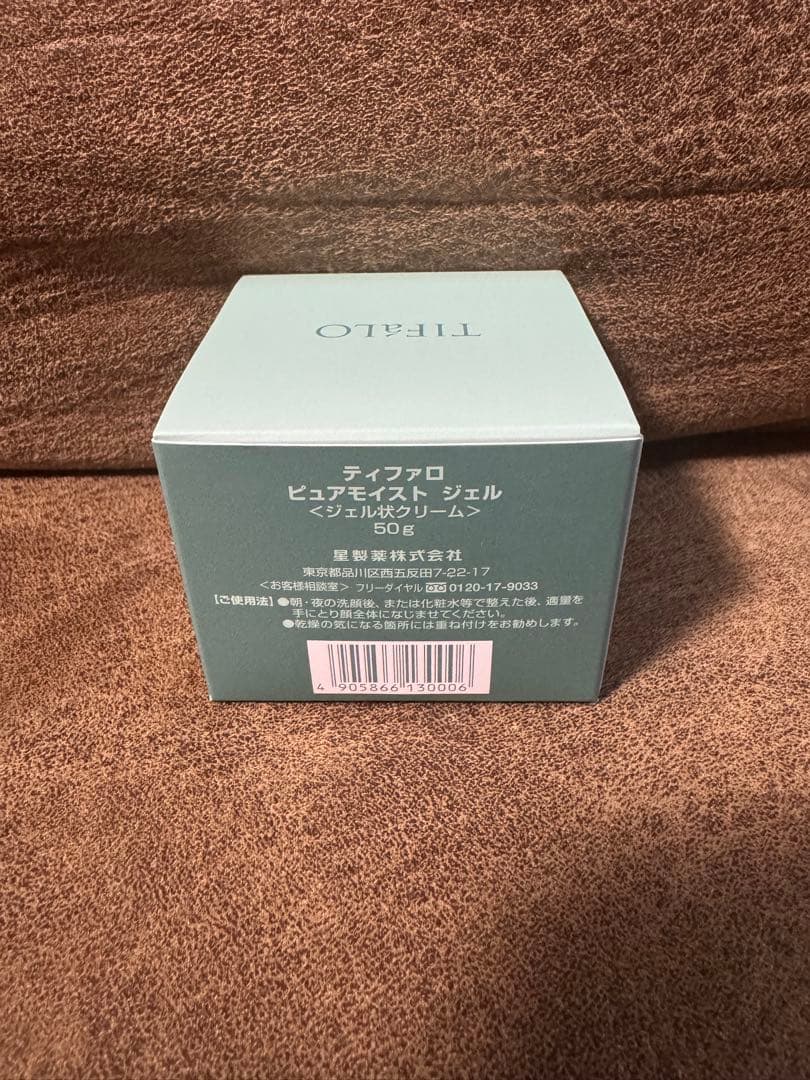 TIFáLO
ティファロ
ピュアモイスト ジェル
＜ジェル状クリーム＞
50g
星製薬株式会社
東京都品川区西五反田7-22-17
＜お客様相談室＞ フリーダイヤル 0120-17-9033
【ご使用法】●朝・夜の洗顔後、または化粧水等で整えた後、適量を
手にとり顔全体になじませてください。
●乾燥の気になる箇所には重ね付けをお勧めします。
4 905866 130006